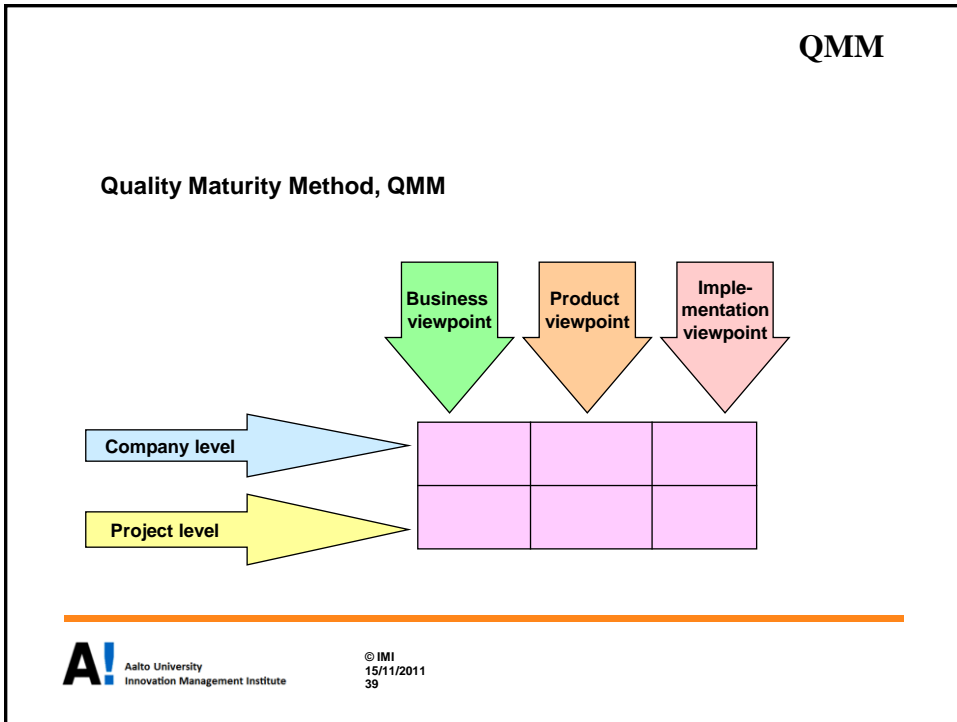 QMM
Quality Maturity Method, QMM
Business
viewpoint
Product
viewpoint
Imple-
mentation
viewpoint
Company level
Project level
A!
Aalto University
Innovation Management Institute
© IMI
15/11/2011
39